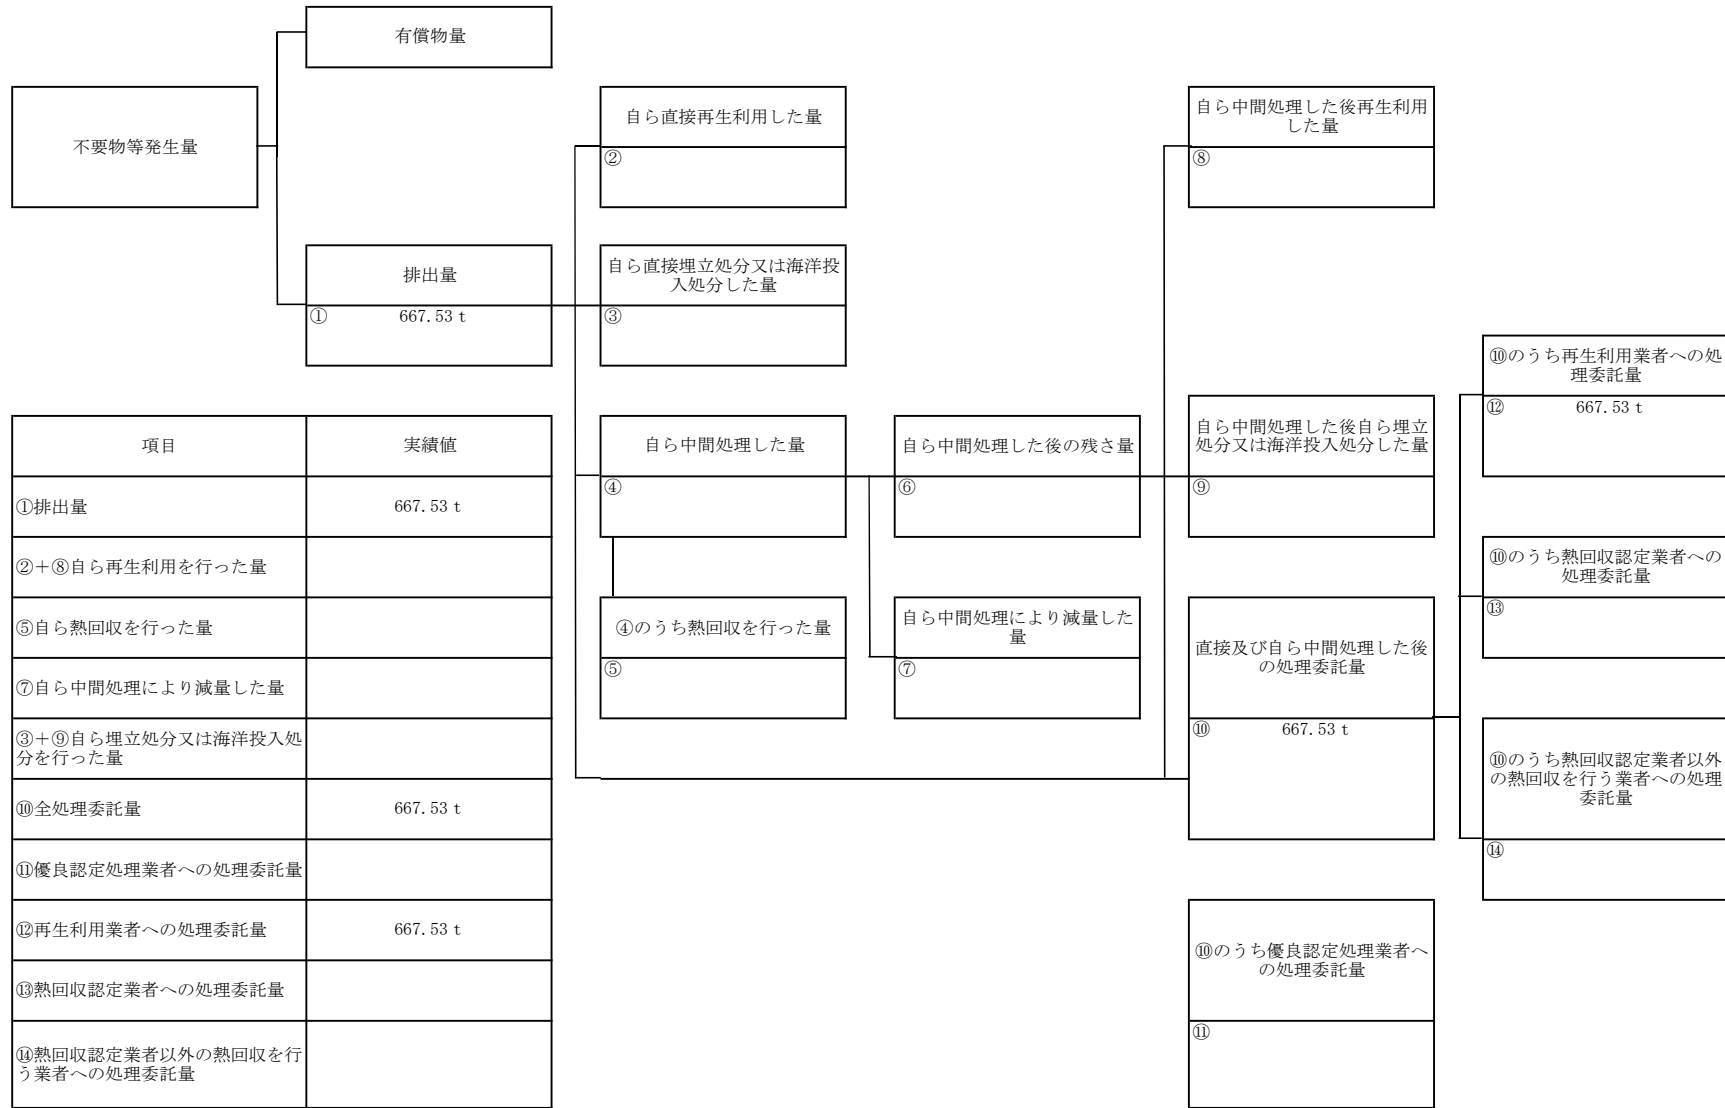 有償物量
不要物等発生量
自ら直接再生利用した量
②
自ら中間処理した後再生利用
した量
⑧
排出量
①　667.53 t
自ら直接埋立処分又は海洋投
入処分した量
③
⑩のうち再生利用業者への処
理委託量
⑫　667.53 t
自ら中間処理した量
④
自ら中間処理した後の残さ量
⑥
自ら中間処理した後自ら埋立
処分又は海洋投入処分した量
⑨
⑩のうち熱回収認定業者への
処理委託量
⑬
④のうち熱回収を行った量
⑤
自ら中間処理により減量した
量
⑦
直接及び自ら中間処理した後
の処理委託量
⑩　667.53 t
⑩のうち熱回収認定業者以外
の熱回収を行う業者への処理
委託量
⑭
⑩のうち優良認定処理業者へ
の処理委託量
⑪
項目　実績値
①排出量　667.53 t
②＋⑧自ら再生利用を行った量
⑤自ら熱回収を行った量
⑦自ら中間処理により減量した量
③＋⑨自ら埋立処分又は海洋投入処
分を行った量
⑩全処理委託量　667.53 t
⑪優良認定処理業者への処理委託量
⑫再生利用業者への処理委託量　667.53 t
⑬熱回収認定業者への処理委託量
⑭熱回収認定業者以外の熱回収を行
う業者への処理委託量